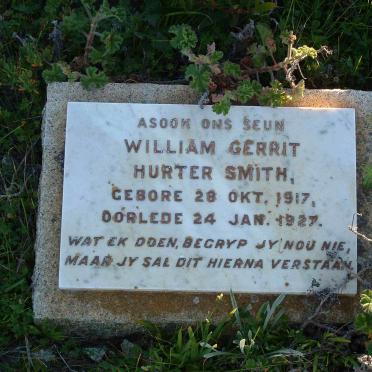 ASOOK ONS SEUN
WILLIAM GERRIT
HURTER SMITH,
GEBORE 28 OKT. 1917,
OORLEDE 24 JAN. 1927.
WAT EK DOEN, BEGRYP JY NOU NIE,
MAAR JY SAL DIT HIERNA VERSTAAN.